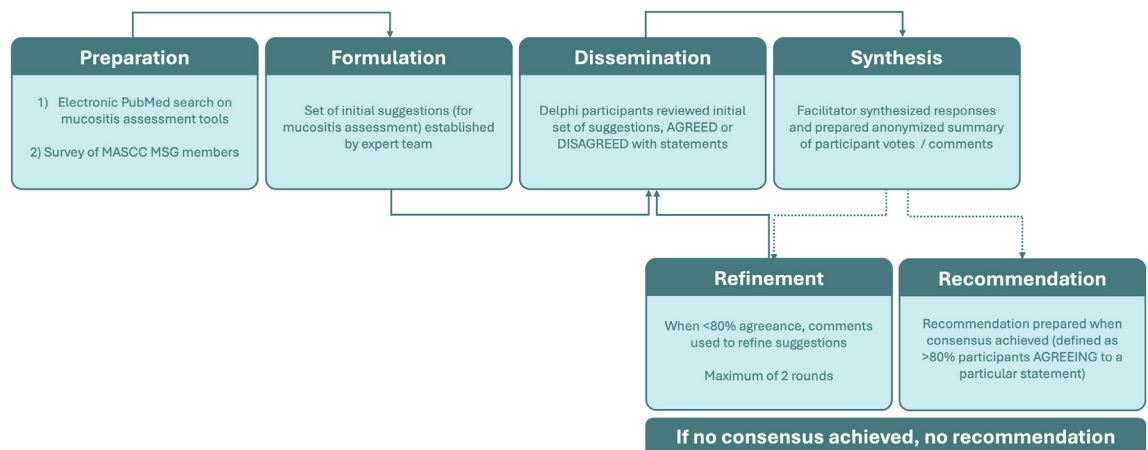 Preparation
1) Electronic PubMed search on
mucositis assessment tools
2) Survey of MASCC MSG members
Formulation
Set of initial suggestions (for
mucositis assessment) established
by expert team
Dissemination
Delphi participants reviewed initial
set of suggestions, AGREED or
DISAGREED with statements
Synthesis
Facilitator synthesized responses
and prepared anonymized summary
of participant votes / comments
Refinement
When <80% agreeance, comments
used to refine suggestions
Maximum of 2 rounds
Recommendation
Recommendation prepared when
consensus achieved (defined as
>80% participants AGREEING to a
particular statement)
If no consensus achieved, no recommendation